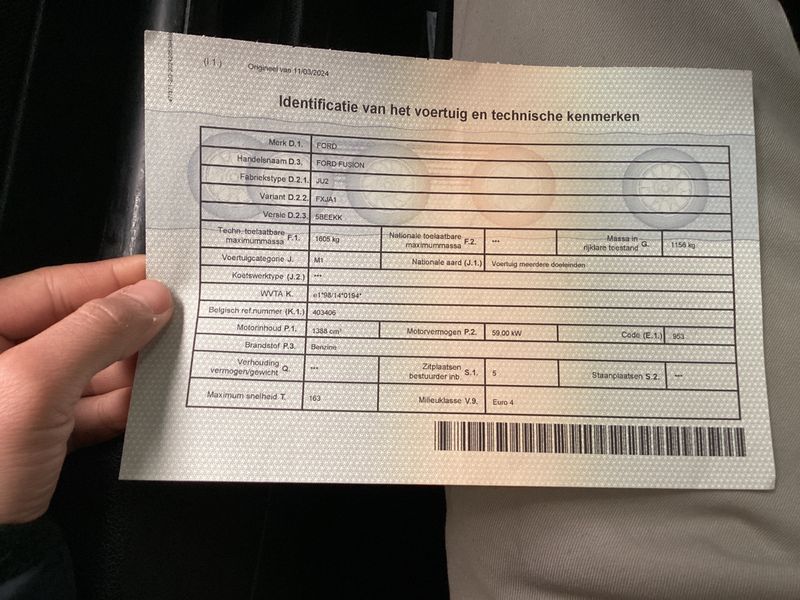 (I 1.)
Origineel van 11/03/2024
Identificatie van het voertuig en technische kenmerken
Merk D.1. FORD
Handelsnaam D.3. FORD FUSION
Fabriekstype D.2.1. JU2
Variant D.2.2. FXJA1
Versie D.2.3. 5BEEKK
Techn. toelaatbare maximummassa F.1. 1605 kg Nationale toelaatbare maximummassa F.2. *** Massa in rijklare toestand G. 1156 kg
Voertuigcategorie J. M1 Nationale aard (J.1.) Voertuig meerdere doeleinden
Koetswerktype (J.2.) ***
WVTA K. e1*98/14*0194*
Belgisch ref.nummer (K.1.) 403406
Motorinhoud P.1. 1388 cm³ Motorvermogen P.2. 59.00 kW Code (E.1.) 953
Brandstof P.3. Benzine
Verhouding vermogen/gewicht Q. *** Zitplaatsen bestuurder inb. S.1. 5 Staanplaatsen S.2. ***
Maximum snelheid T. 163 Milieuklasse V.9. Euro 4